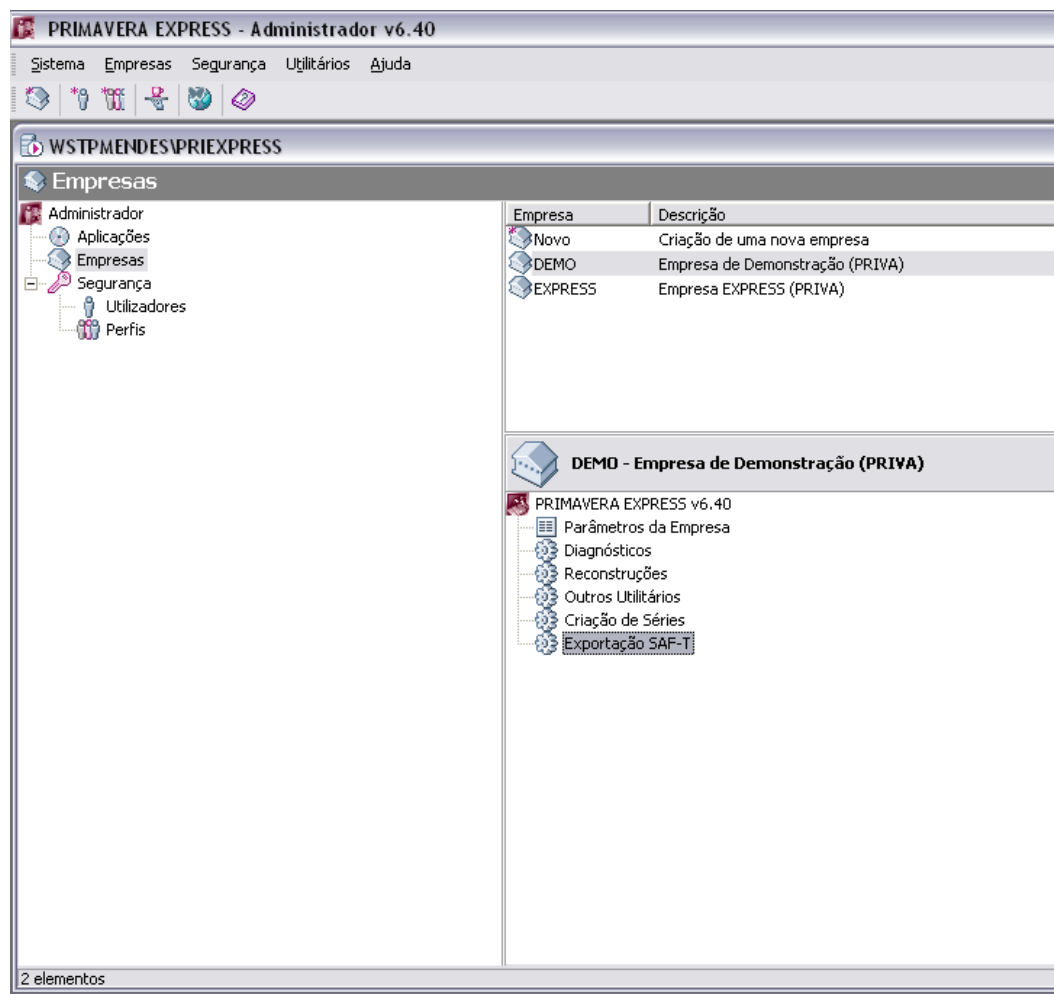 PRIMAVERA EXPRESS - Administrador v6.40
Sistema Empresas Segurança Utilitários Ajuda
WSTPMENDES\PRIEXPRESS
Empresas
Administrador
Aplicações
Empresas
Segurança
Utilizadores
Perfis
Empresa Descrição
Novo Criação de uma nova empresa
DEMO Empresa de Demonstração (PRIVA)
EXPRESS Empresa EXPRESS (PRIVA)
DEMO - Empresa de Demonstração (PRIVA)
PRIMAVERA EXPRESS v6.40
Parâmetros da Empresa
Diagnósticos
Reconstruções
Outros Utilitários
Criação de Séries
Exportação SAF-T
2 elementos